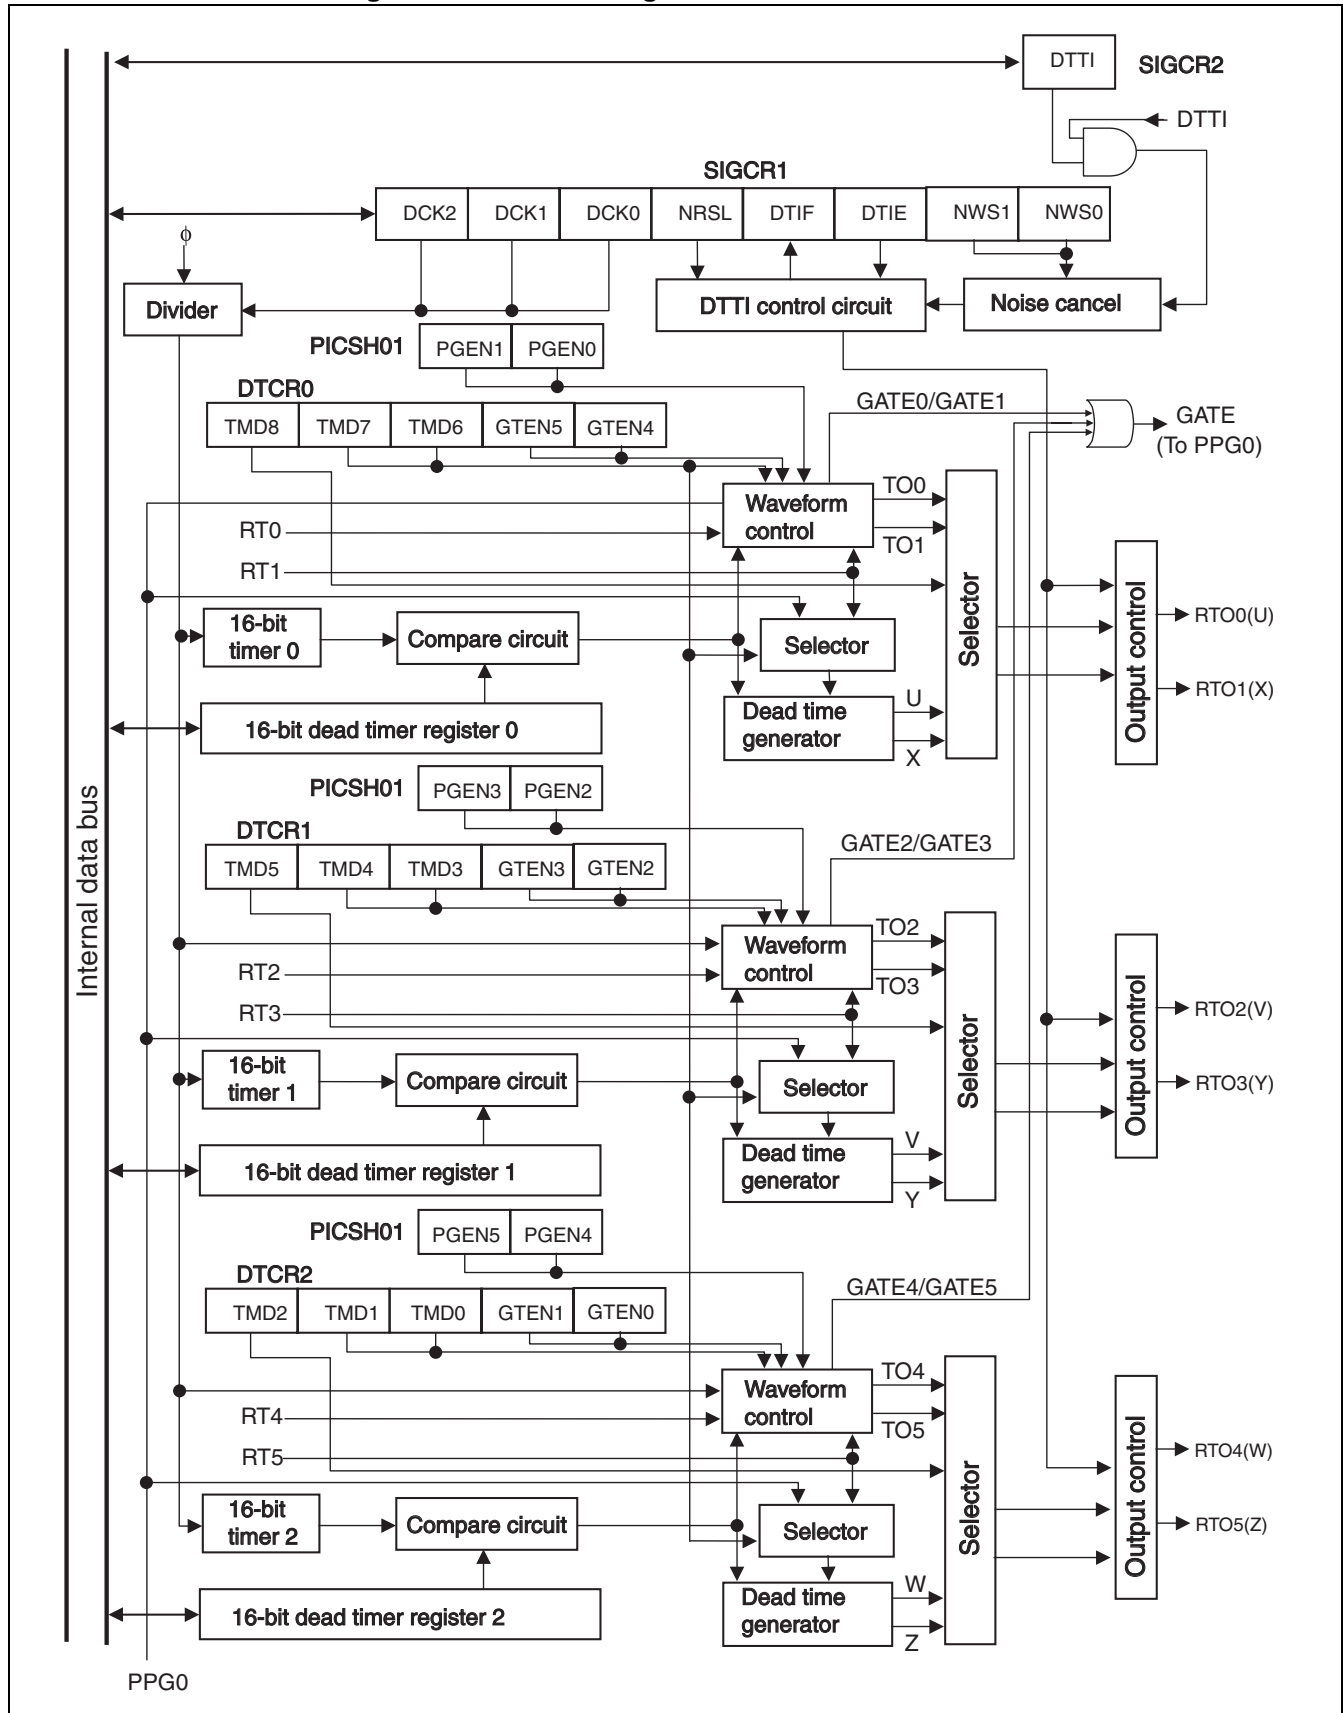 DTTI
SIGCR2
DTTI
SIGCR1
DCK2 DCK1 DCK0 NRSL DTIF DTIE NWS1 NWS0
ϕ
Divider
DTTI control circuit
Noise cancel
PICSH01 PGEN1 PGEN0
DTCR0
TMD8 TMD7 TMD6 GTEN5 GTEN4
GATE0/GATE1
GATE
(To PPG0)
Waveform
control
TO0
TO1
RT0
RT1
Selector
Output control
RTO0(U)
RTO1(X)
16-bit
timer 0
Compare circuit
Selector
16-bit dead timer register 0
Dead time
generator
U
X
PICSH01 PGEN3 PGEN2
DTCR1
TMD5 TMD4 TMD3 GTEN3 GTEN2
GATE2/GATE3
Internal data bus
Waveform
control
TO2
TO3
RT2
RT3
Selector
Output control
RTO2(V)
RTO3(Y)
16-bit
timer 1
Compare circuit
Selector
16-bit dead timer register 1
Dead time
generator
V
Y
PICSH01 PGEN5 PGEN4
DTCR2
TMD2 TMD1 TMD0 GTEN1 GTEN0
GATE4/GATE5
Waveform
control
TO4
TO5
RT4
RT5
Selector
Output control
RTO4(W)
RTO5(Z)
16-bit
timer 2
Compare circuit
Selector
16-bit dead timer register 2
Dead time
generator
W
Z
PPG0